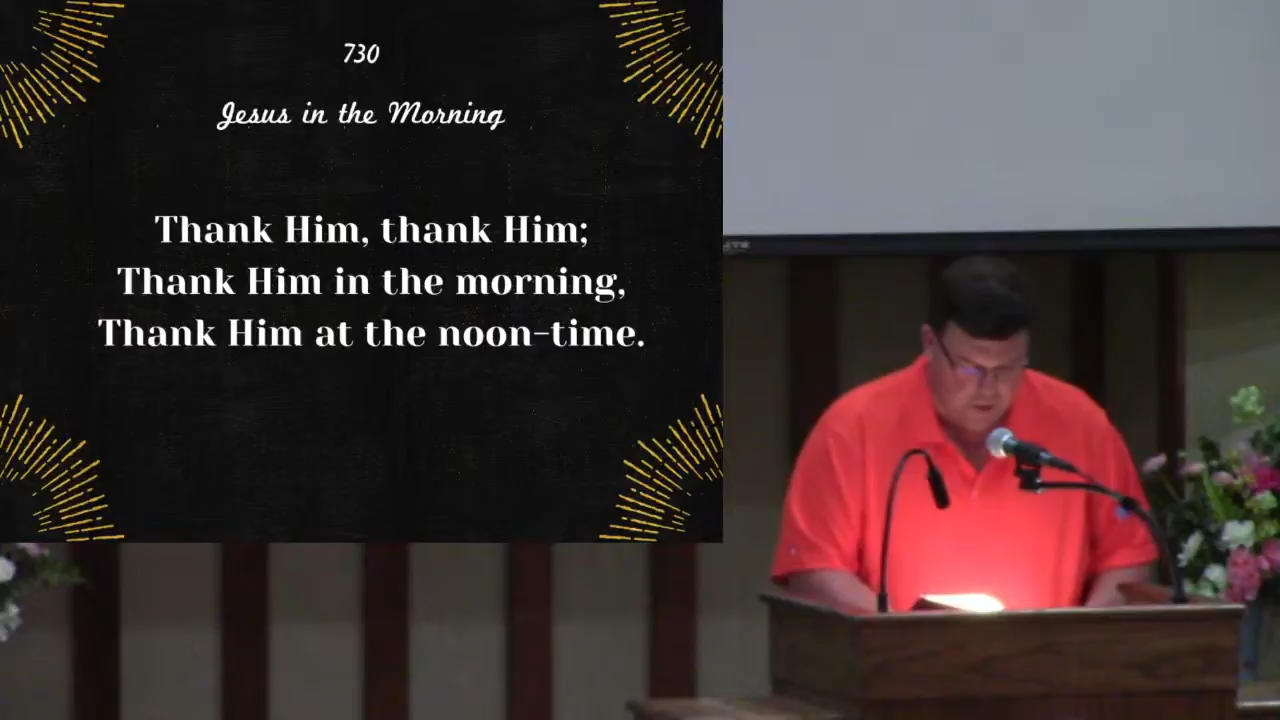 730
Jesus in the Morning
Thank Him, thank Him;
Thank Him in the morning,
Thank Him at the noon-time.